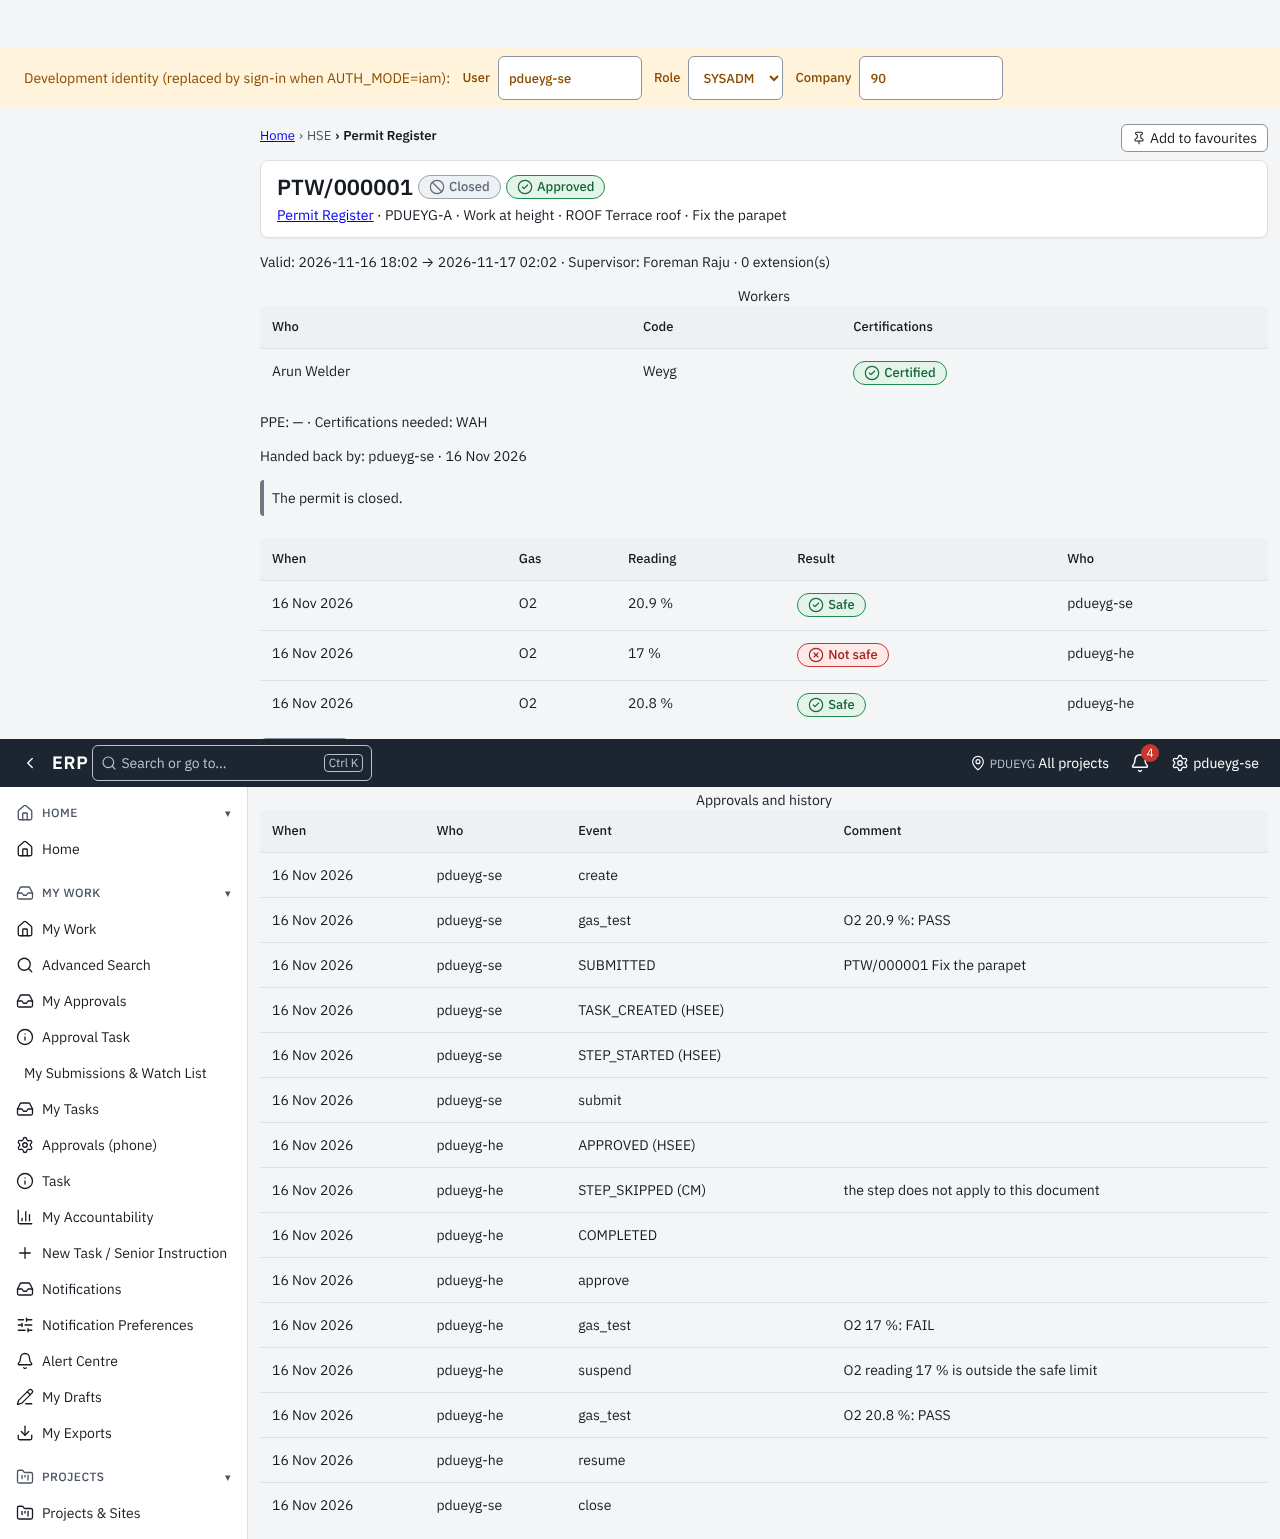 Development identity (replaced by sign-in when AUTH_MODE=iam): User pdueyg-se Role SYSADM Company 90
Home › HSE › Permit Register
Add to favourites
PTW/000001 Closed Approved
Permit Register · PDUEYG-A · Work at height · ROOF Terrace roof · Fix the parapet
Valid: 2026-11-16 18:02 → 2026-11-17 02:02 · Supervisor: Foreman Raju · 0 extension(s)
Workers
Who Code Certifications
Arun Welder Weyg Certified
PPE: — · Certifications needed: WAH
Handed back by: pdueyg-se · 16 Nov 2026
The permit is closed.
When Gas Reading Result Who
16 Nov 2026 O2 20.9 % Safe pdueyg-se
16 Nov 2026 O2 17 % Not safe pdueyg-he
16 Nov 2026 O2 20.8 % Safe pdueyg-he
ERP Search or go to... Ctrl K PDUEYG All projects 4 pdueyg-se
HOME
Home
MY WORK
My Work
Advanced Search
My Approvals
Approval Task
My Submissions & Watch List
My Tasks
Approvals (phone)
Task
My Accountability
New Task / Senior Instruction
Notifications
Notification Preferences
Alert Centre
My Drafts
My Exports
PROJECTS
Projects & Sites
Approvals and history
When Who Event Comment
16 Nov 2026 pdueyg-se create
16 Nov 2026 pdueyg-se gas_test O2 20.9 %: PASS
16 Nov 2026 pdueyg-se SUBMITTED PTW/000001 Fix the parapet
16 Nov 2026 pdueyg-se TASK_CREATED (HSEE)
16 Nov 2026 pdueyg-se STEP_STARTED (HSEE)
16 Nov 2026 pdueyg-se submit
16 Nov 2026 pdueyg-he APPROVED (HSEE)
16 Nov 2026 pdueyg-he STEP_SKIPPED (CM) the step does not apply to this document
16 Nov 2026 pdueyg-he COMPLETED
16 Nov 2026 pdueyg-he approve
16 Nov 2026 pdueyg-he gas_test O2 17 %: FAIL
16 Nov 2026 pdueyg-he suspend O2 reading 17 % is outside the safe limit
16 Nov 2026 pdueyg-he gas_test O2 20.8 %: PASS
16 Nov 2026 pdueyg-he resume
16 Nov 2026 pdueyg-se close